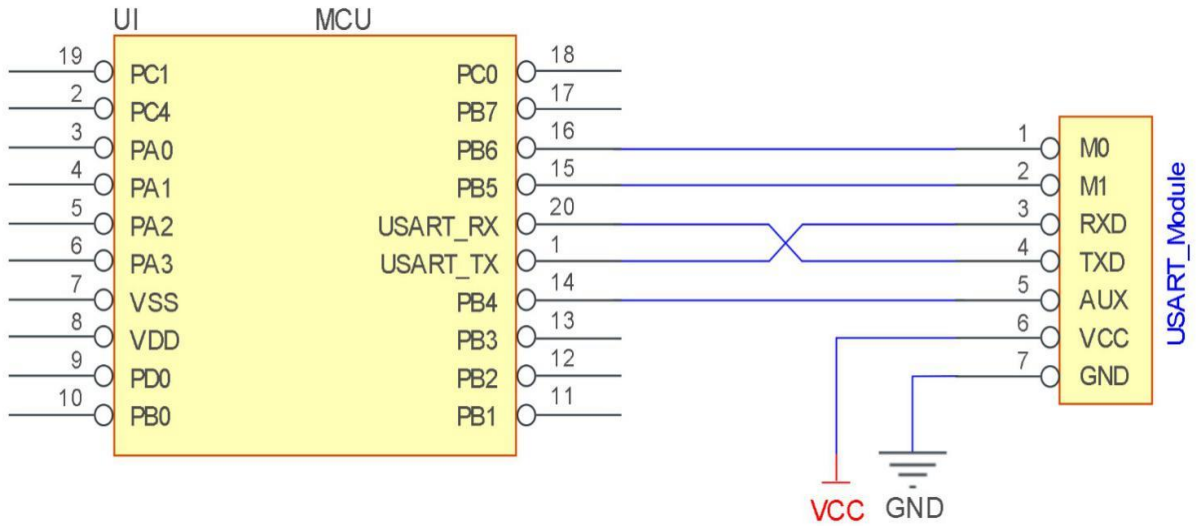 UI MCU
19 PC1 PC0 18
2 PC4 PB7 17
3 PA0 PB6 16 1 M0
4 PA1 PB5 15 2 M1
5 PA2 USART_RX 20 3 RXD
6 PA3 USART_TX 1 4 TXD
7 VSS PB4 14 5 AUX
8 VDD PB3 13 6 VCC
9 PD0 PB2 12 7 GND
10 PB0 PB1 11
USART_Module
VCC GND